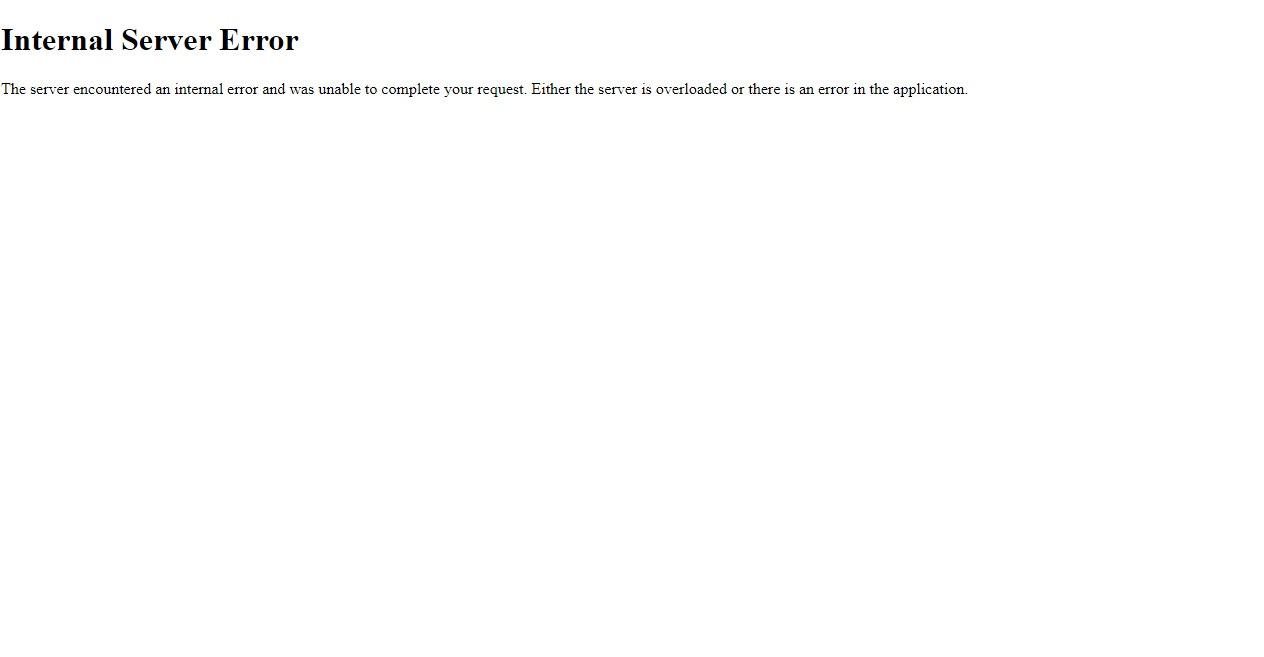 Internal Server Error
The server encountered an internal error and was unable to complete your request. Either the server is overloaded or there is an error in the application.